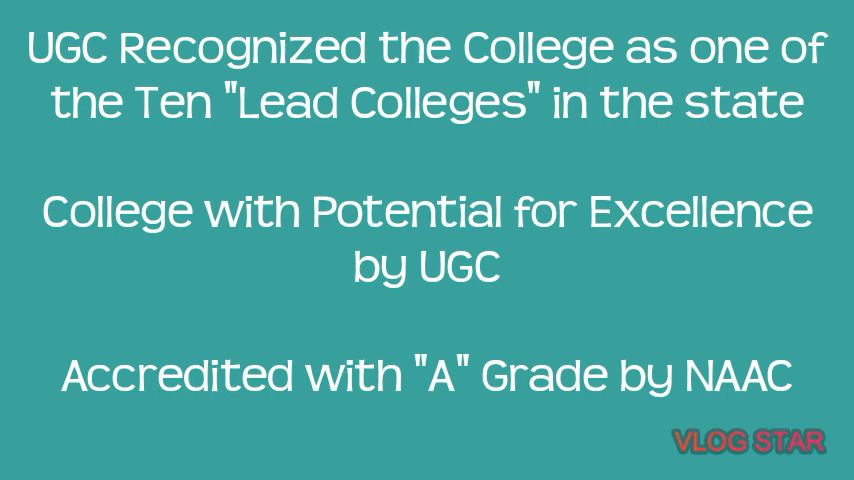 UGC Recognized the College as one of
the Ten "Lead Colleges" in the state
College with Potential for Excellence
by UGC
Accredited with "A" Grade by NAAC
VLOG STAR